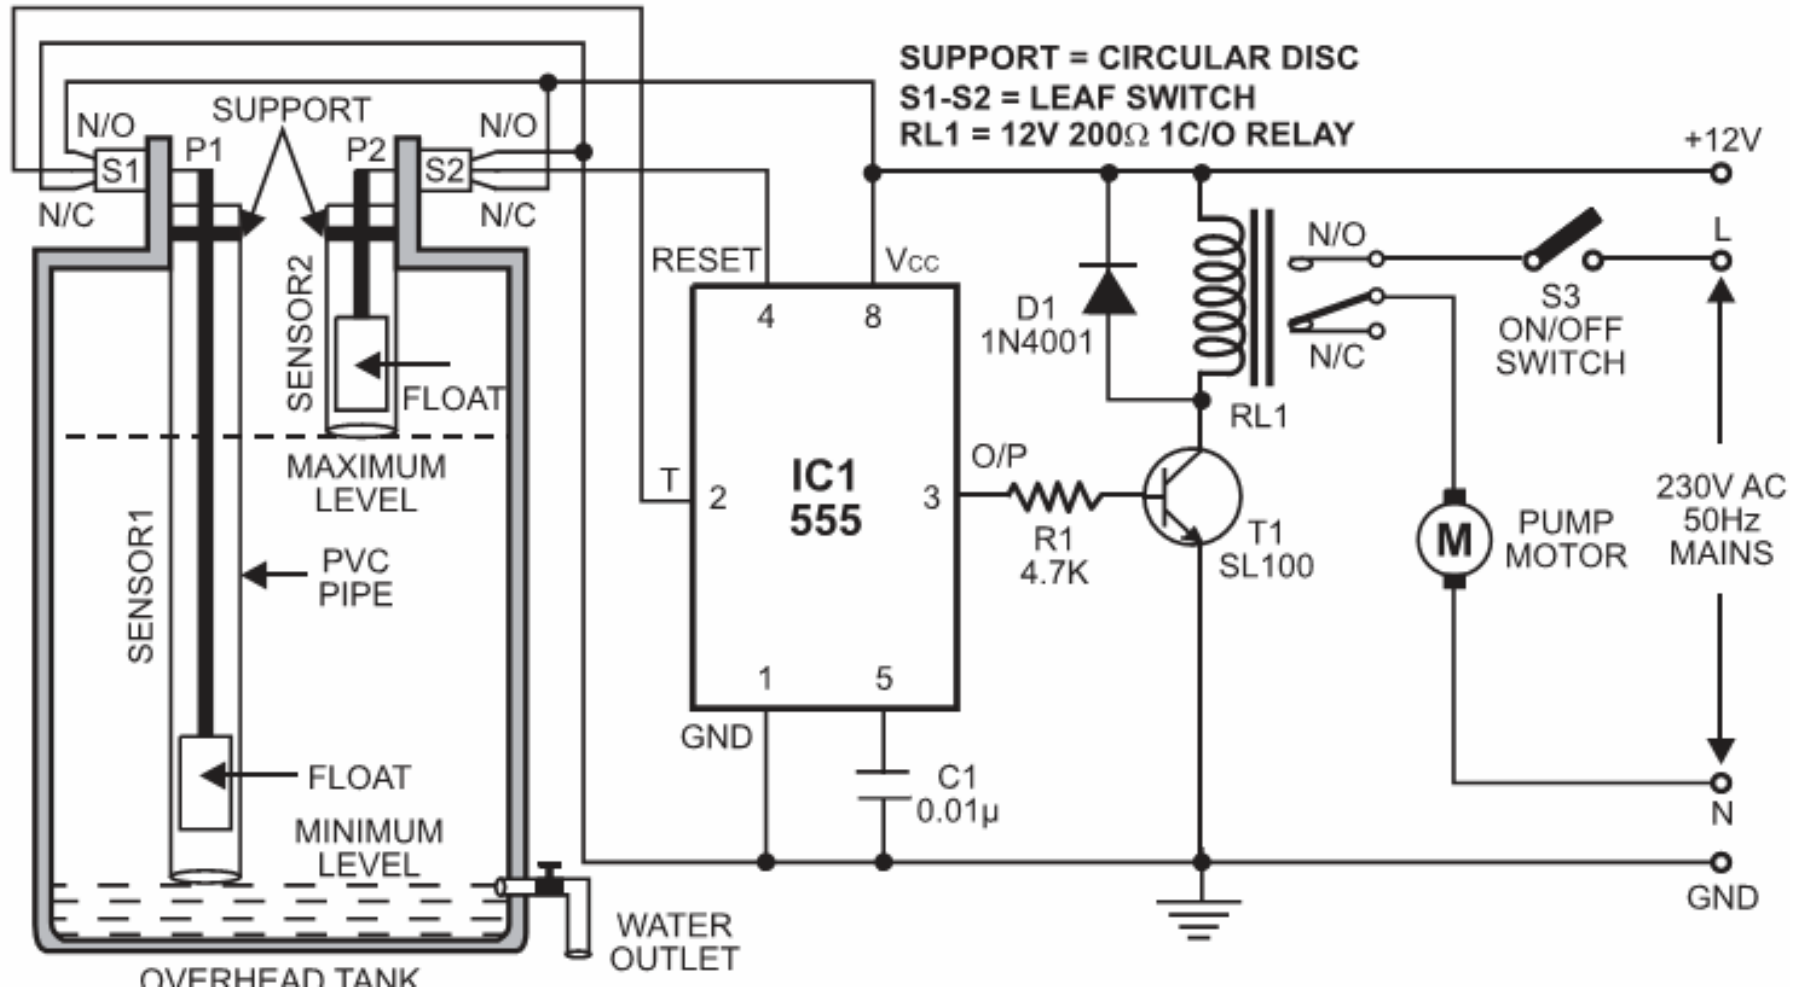 SUPPORT = CIRCULAR DISC
S1-S2 = LEAF SWITCH
RL1 = 12V 200Ω 1C/O RELAY
SUPPORT
N/O
P1
P2
N/O
S1
S2
N/C
N/C
+12V
L
RESET
VCC
4
8
D1
1N4001
N/O
N/C
S3
ON/OFF
SWITCH
RL1
SENSOR2
FLOAT
MAXIMUM
LEVEL
T
2
IC1
555
3
O/P
R1
4.7K
T1
SL100
M
PUMP
MOTOR
230V AC
50Hz
MAINS
SENSOR1
PVC
PIPE
1
5
GND
C1
0.01µ
FLOAT
MINIMUM
LEVEL
N
GND
WATER
OUTLET
OVERHEAD TANK